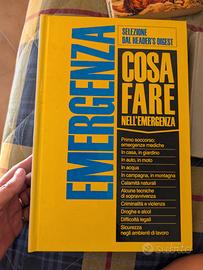 EMERGENZA
SELEZIONE
DAL READER'S DIGEST
COSA
FARE
NELL'EMERGENZA
Primo soccorso:
emergenze mediche
In casa, in giardino
In auto, in moto
In acqua
In campagna, in montagna
Calamità naturali
Alcune tecniche
di sopravvivenza
Criminalità e violenza
Droghe e alcol
Difficoltà legali
Sicurezza
negli ambienti di lavoro
subito